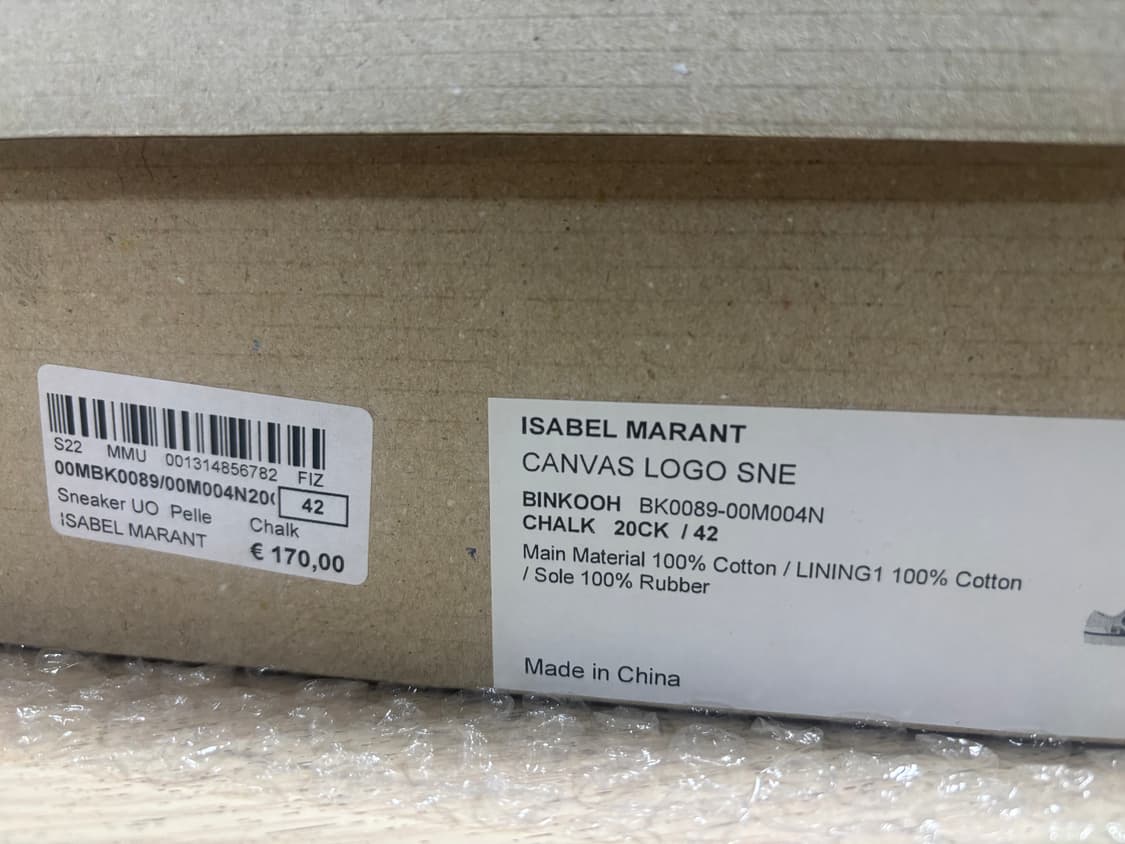 S22 MMU 001314856782 FIZ
00MBK0089/00M004N20
42
Sneaker UO Pelle Chalk
ISABEL MARANT
€ 170,00
ISABEL MARANT
CANVAS LOGO SNE
BINKOOH BK0089-00M004N
CHALK 20CK / 42
Main Material 100% Cotton / LINING1 100% Cotton
/ Sole 100% Rubber
Made in China